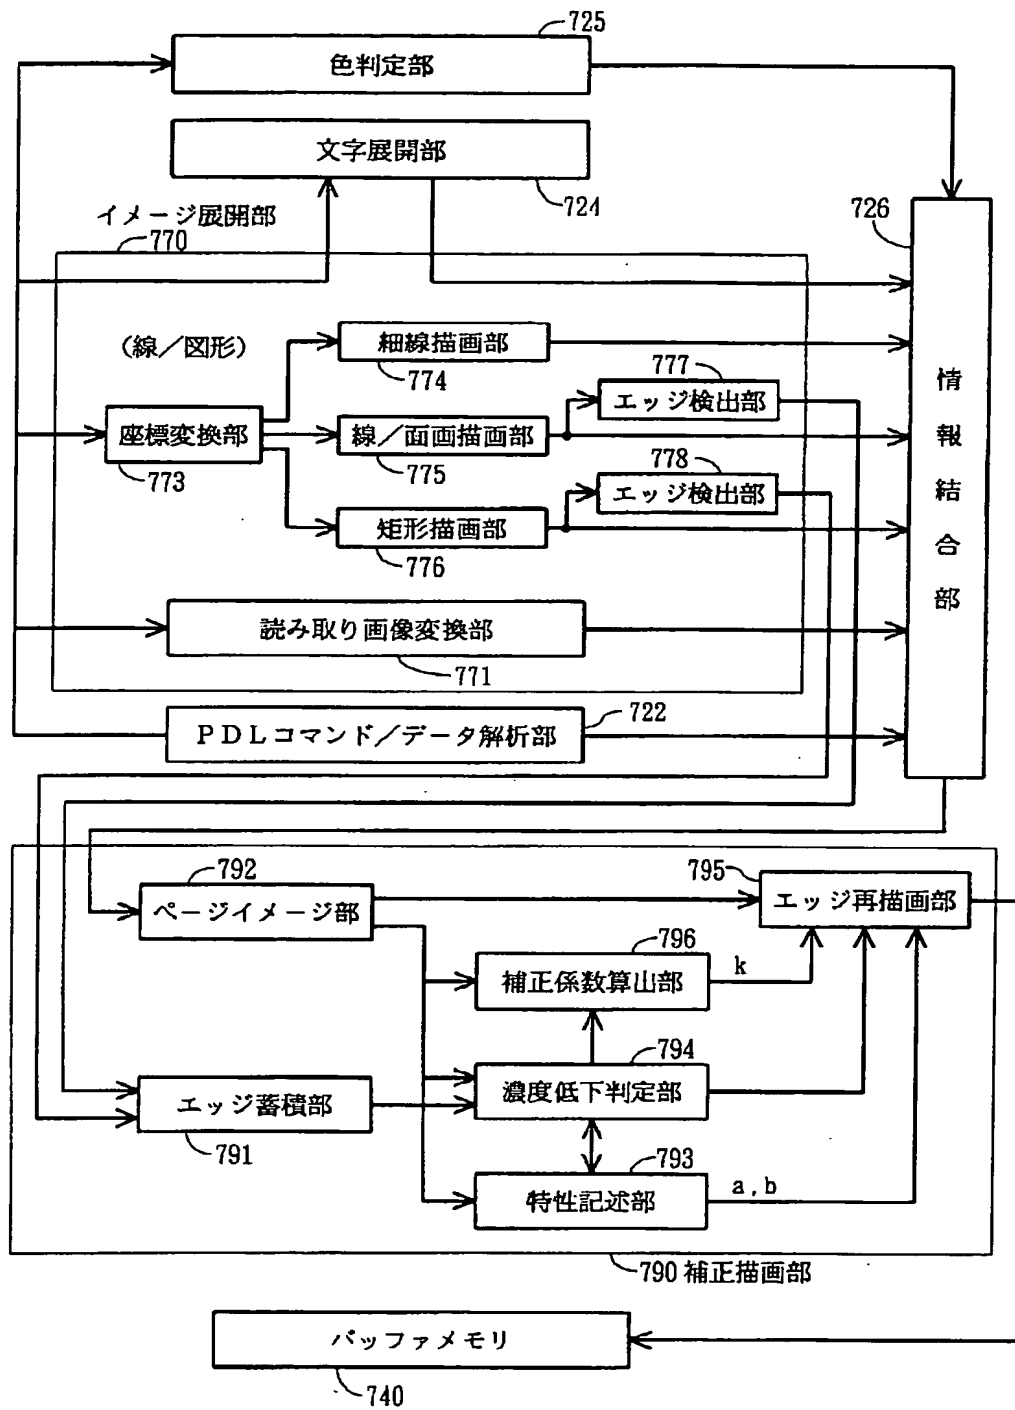 725
色判定部
文字展開部
724
イメージ展開部
770
726
(線/図形)
細線描画部
774
777
エッジ検出部
座標変換部
773
線/面画描画部
775
778
エッジ検出部
矩形描画部
776
情報結合部
読み取り画像変換部
771
722
PDLコマンド/データ解析部
792
ページイメージ部
795
エッジ再描画部
796
補正係数算出部
k
794
濃度低下判定部
エッジ蓄積部
791
793
特性記述部
a,b
790 補正描画部
バッファメモリ
740